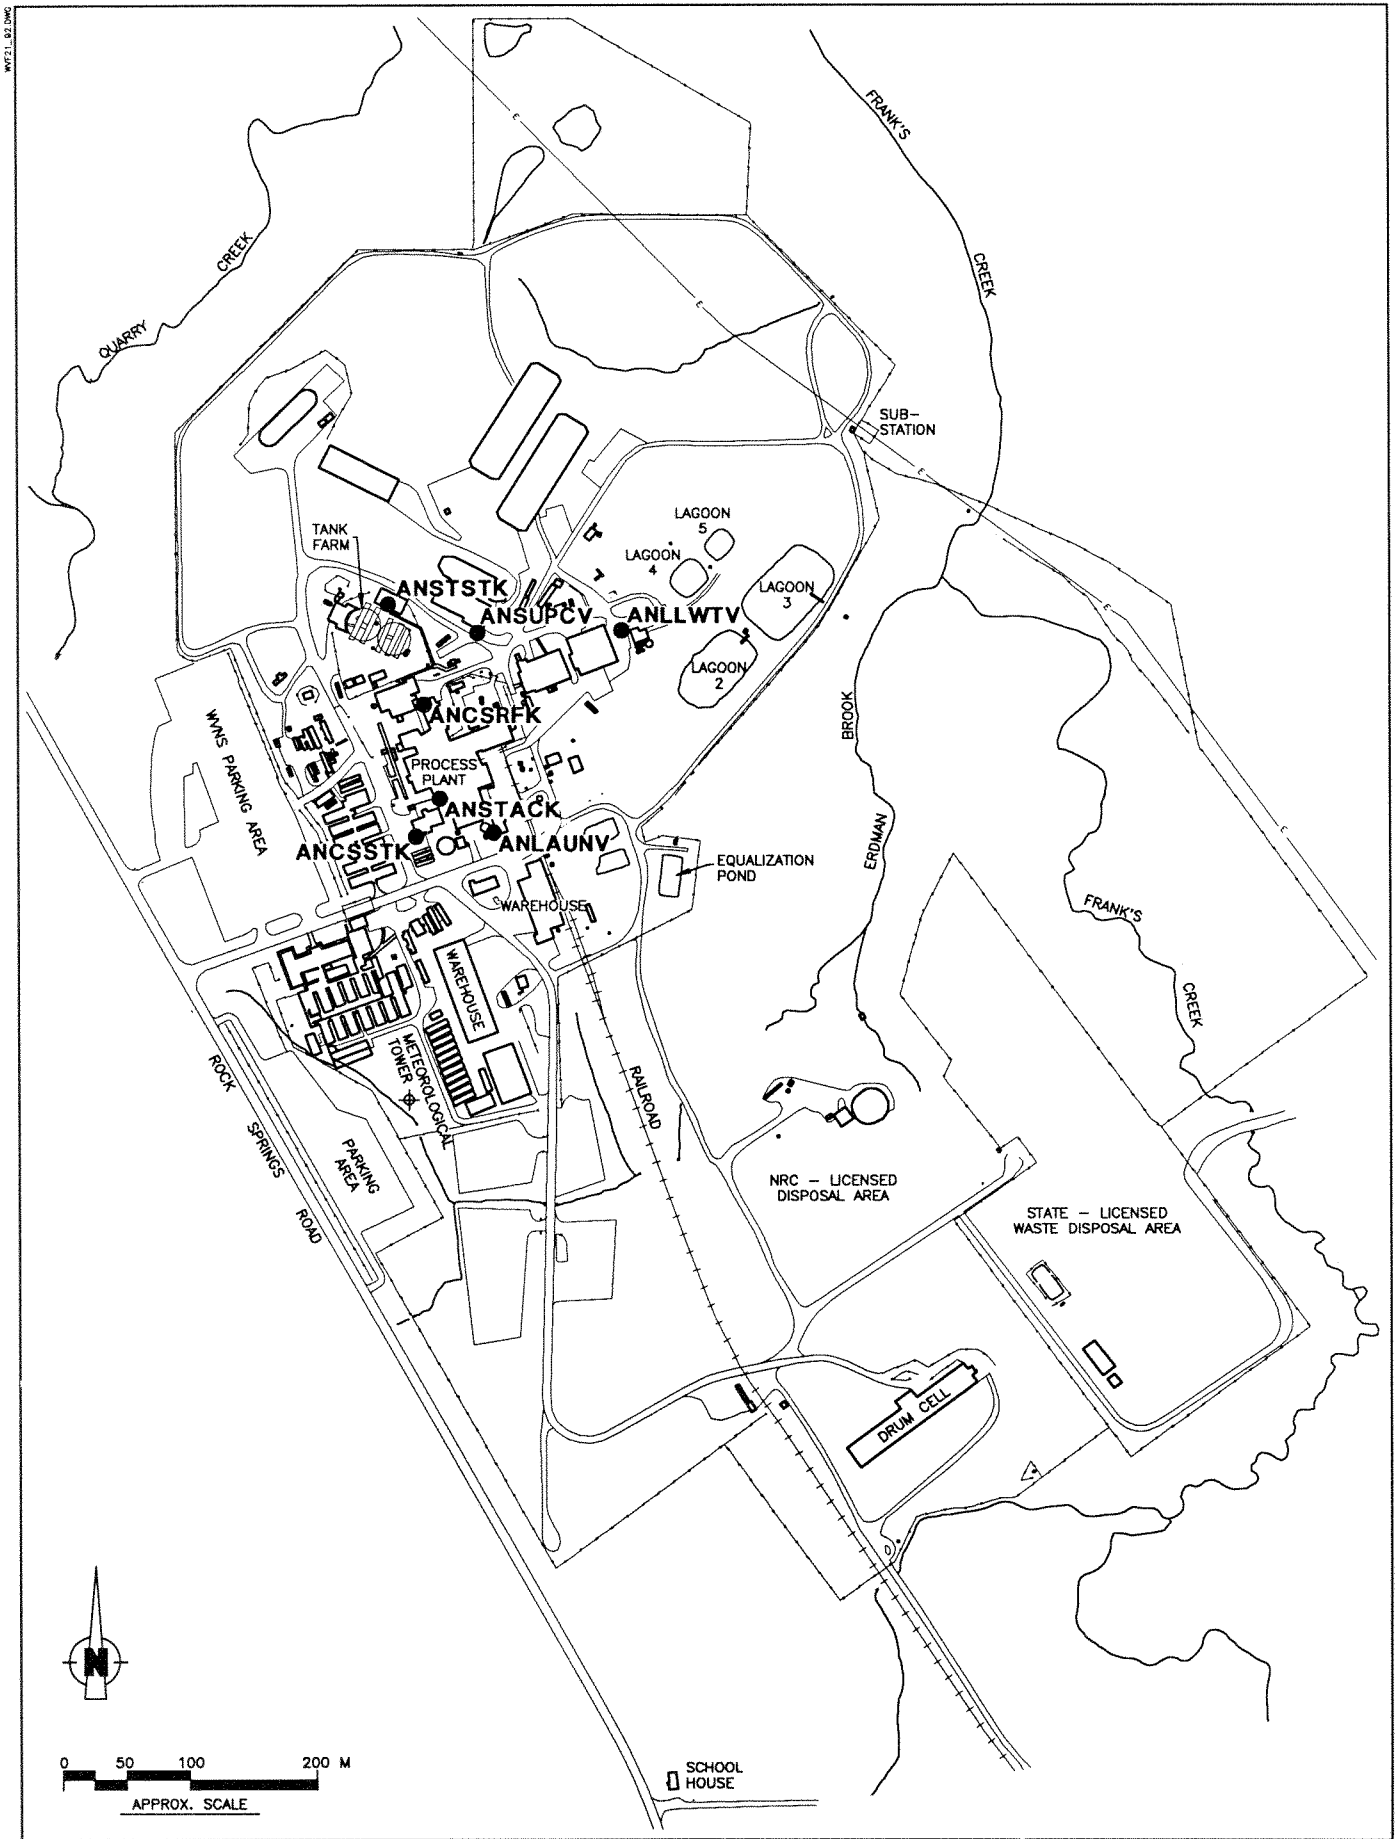 WVF21_92.DWG
FRANK'S
CREEK
QUARRY
CREEK
SUB-
STATION
LAGOON
5
LAGOON
4
LAGOON
3
LAGOON
2
TANK
FARM
ANSTSTK
ANSUPCV
ANLLWTV
ANCSRFK
PROCESS
PLANT
ANSTACK
ANCSSTK
ANLAUNV
WVNS PARKING AREA
BROOK
ERDMAN
EQUALIZATION
POND
FRANK'S
CREEK
WAREHOUSE
WAREHOUSE
METEOROLOGICAL
TOWER
RAILROAD
ROCK
SPRINGS
ROAD
PARKING
AREA
NRC – LICENSED
DISPOSAL AREA
STATE – LICENSED
WASTE DISPOSAL AREA
DRUM CELL
N
0 50 100 200 M
APPROX. SCALE
SCHOOL
HOUSE
E
E
E
E